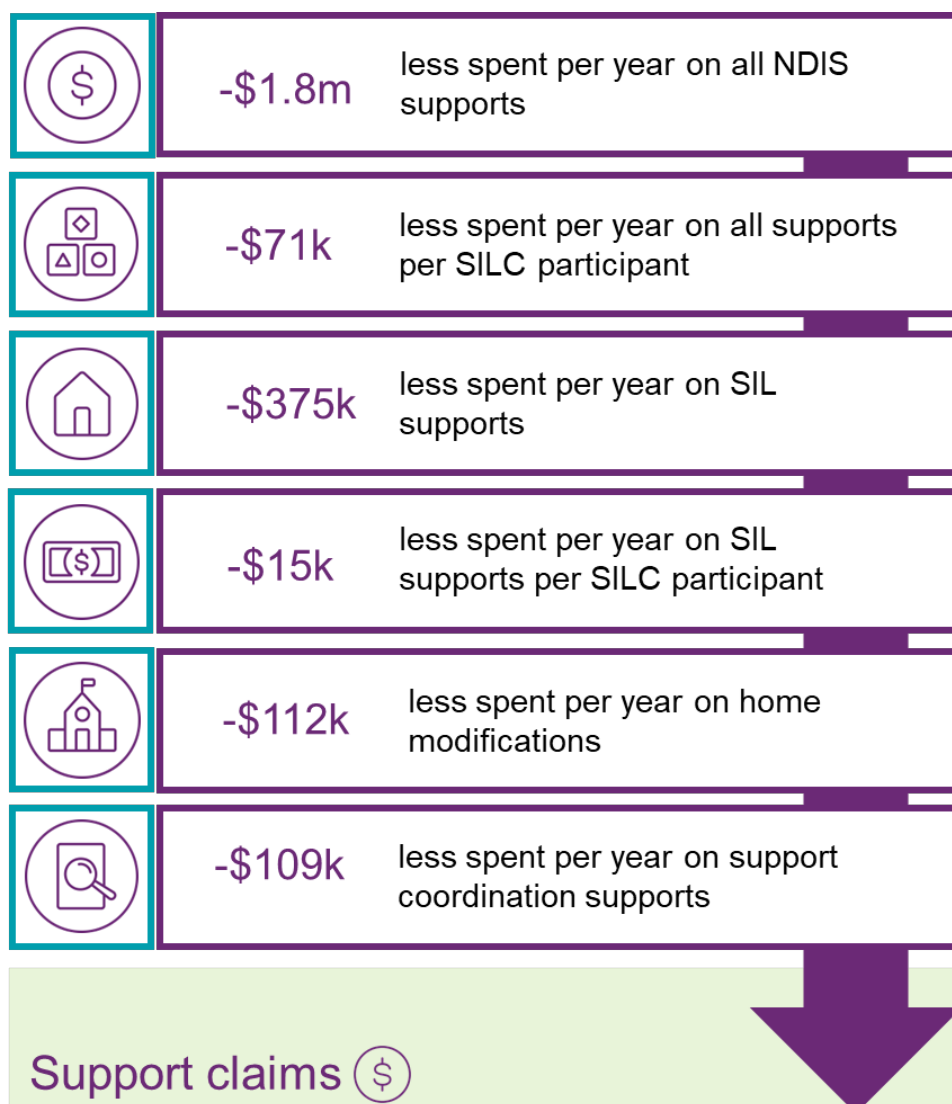 $
-$1.8m
less spent per year on all NDIS
supports
-$71k
less spent per year on all supports
per SILC participant
-$375k
less spent per year on SIL
supports
$
-$15k
less spent per year on SIL
supports per SILC participant
-$112k
less spent per year on home
modifications
-$109k
less spent per year on support
coordination supports
Support claims $